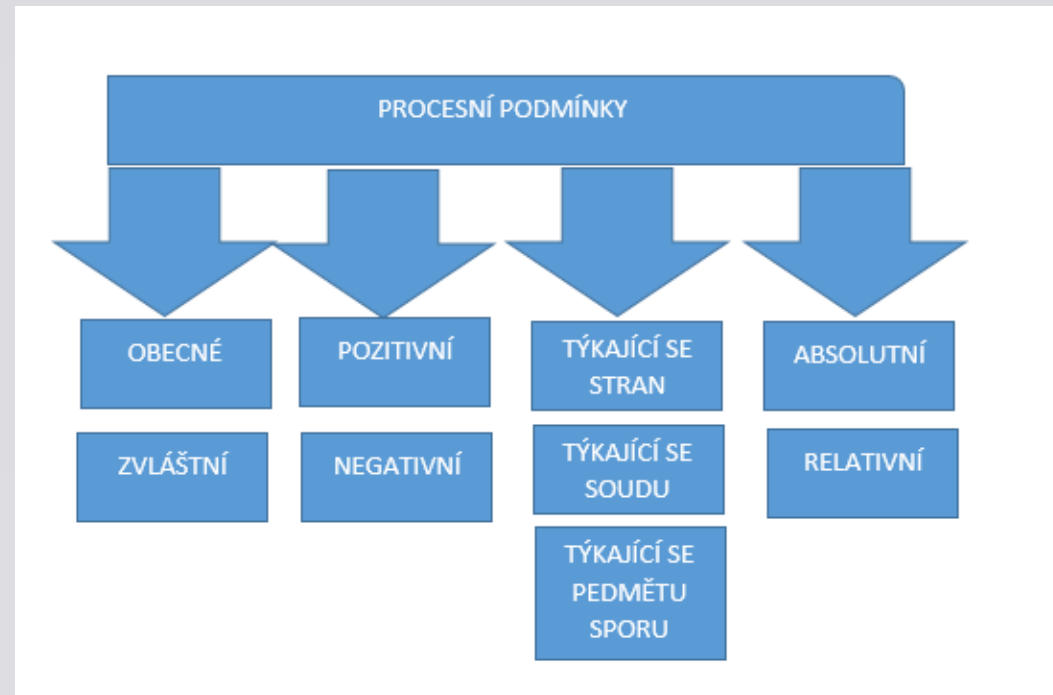 PROCESNÍ PODMÍNKY
OBECNÉ
ZVLÁŠTNÍ
POZITIVNÍ
NEGATIVNÍ
TÝKAJÍCÍ SE
STRAN
TÝKAJÍCÍ SE
SOUDU
TÝKAJÍCÍ SE
PEDMĚTU
SPORU
ABSOLUTNÍ
RELATIVNÍ